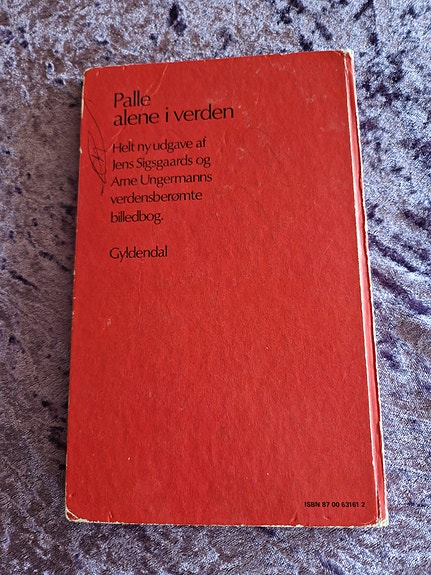 Palle
alene i verden
Helt ny udgave af
Jens Sigsgaards og
Arne Ungermanns
verdensberømte
billedbog.
Gyldendal
ISBN 87 00 63161 2